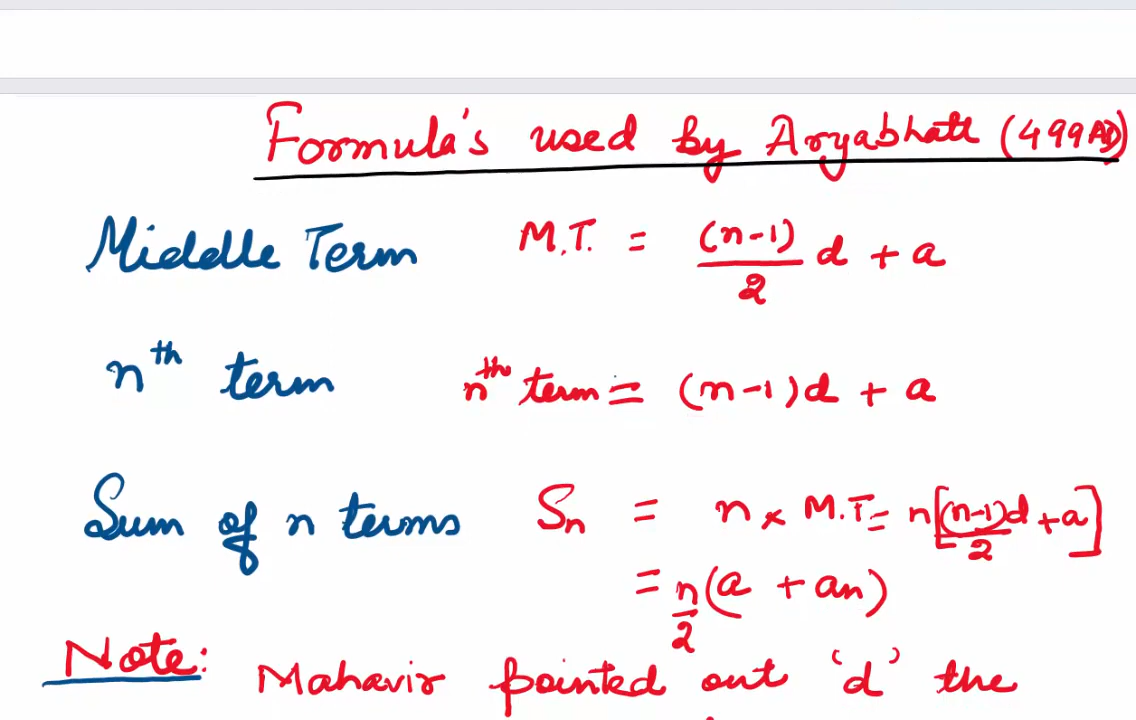 Formula's used by Aryabhatt (499AD)
Middle Term M.T. = (n-1)/2 d + a
nᵗʰ term nᵗʰ term = (n-1)d + a
Sum of n terms Sn = n × M.T = n[(n-1)d/2 + a]
= n/2 (a + an)
Note: Mahavir pointed out 'd' the